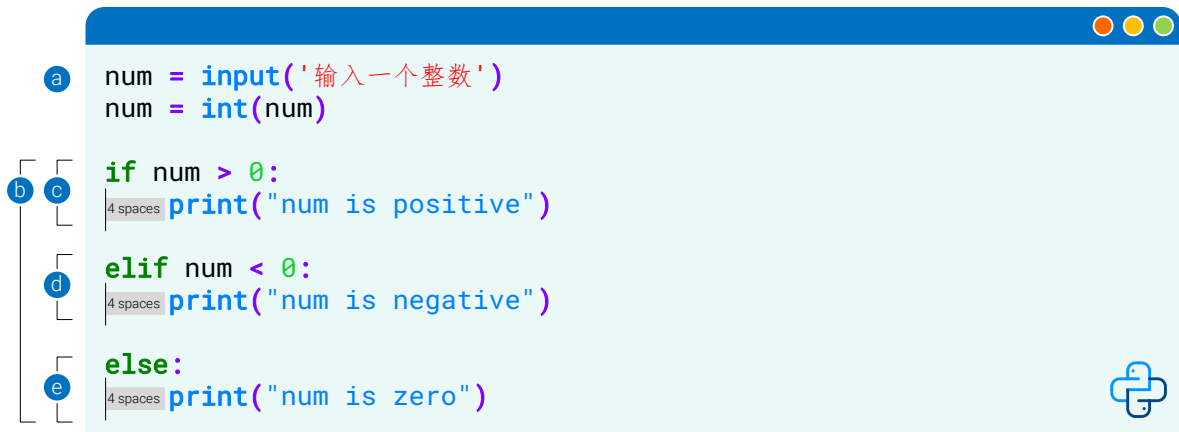 a num = input('输入一个整数')
num = int(num)
b c if num > 0:
4 spaces print("num is positive")
d elif num < 0:
4 spaces print("num is negative")
e else:
4 spaces print("num is zero")